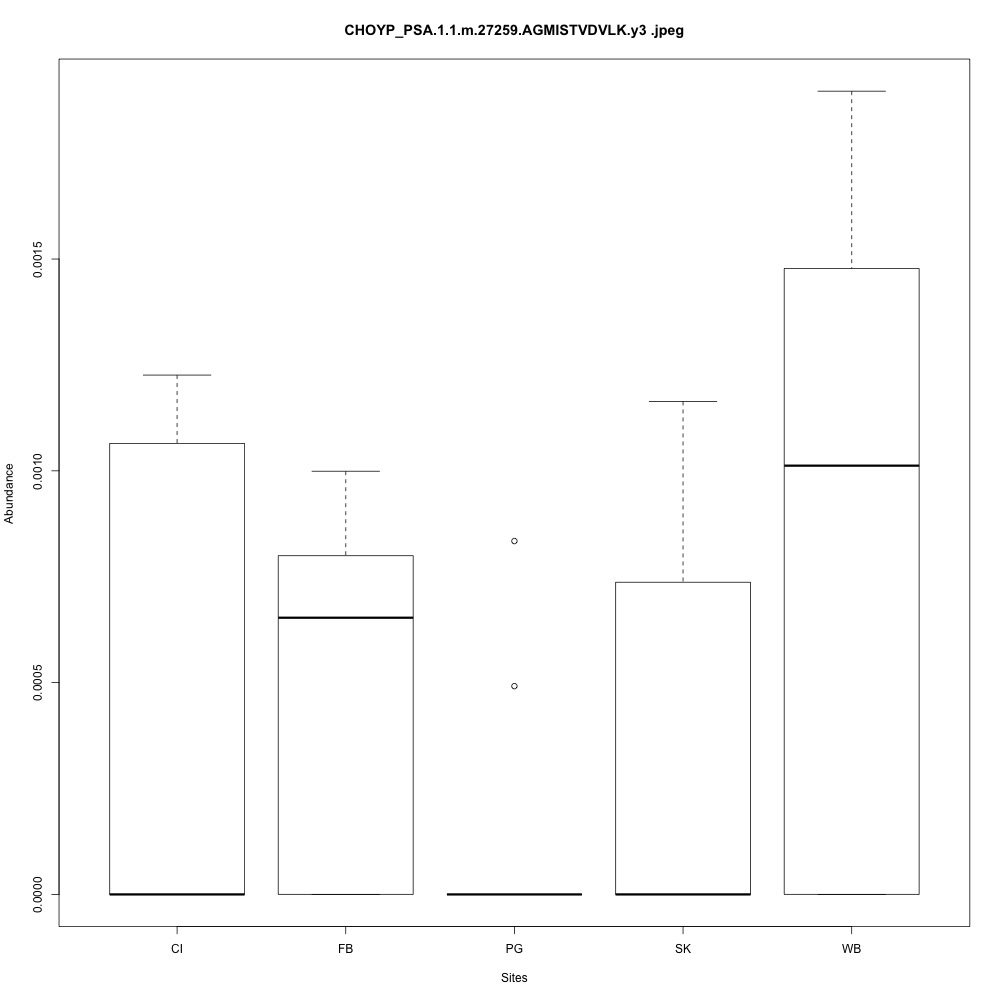 CHOYP_PSA.1.1.m.27259.AGMISTVDVLK.y3 .jpeg
0.0015
0.0010
0.0005
0.0000
Abundance
CI FB PG SK WB
Sites